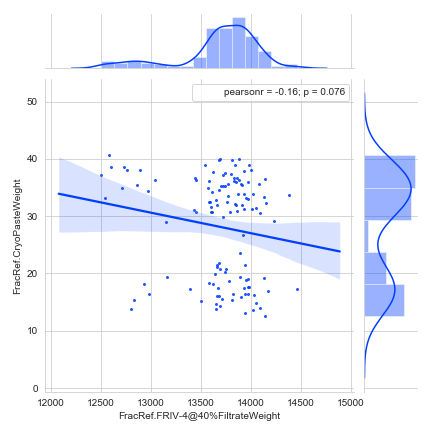 pearsonr = -0.16; p = 0.076
50
40
30
20
10
0
FracRef.CryoPasteWeight
12000 12500 13000 13500 14000 14500 15000
FracRef.FRIV-4@40%FiltrateWeight